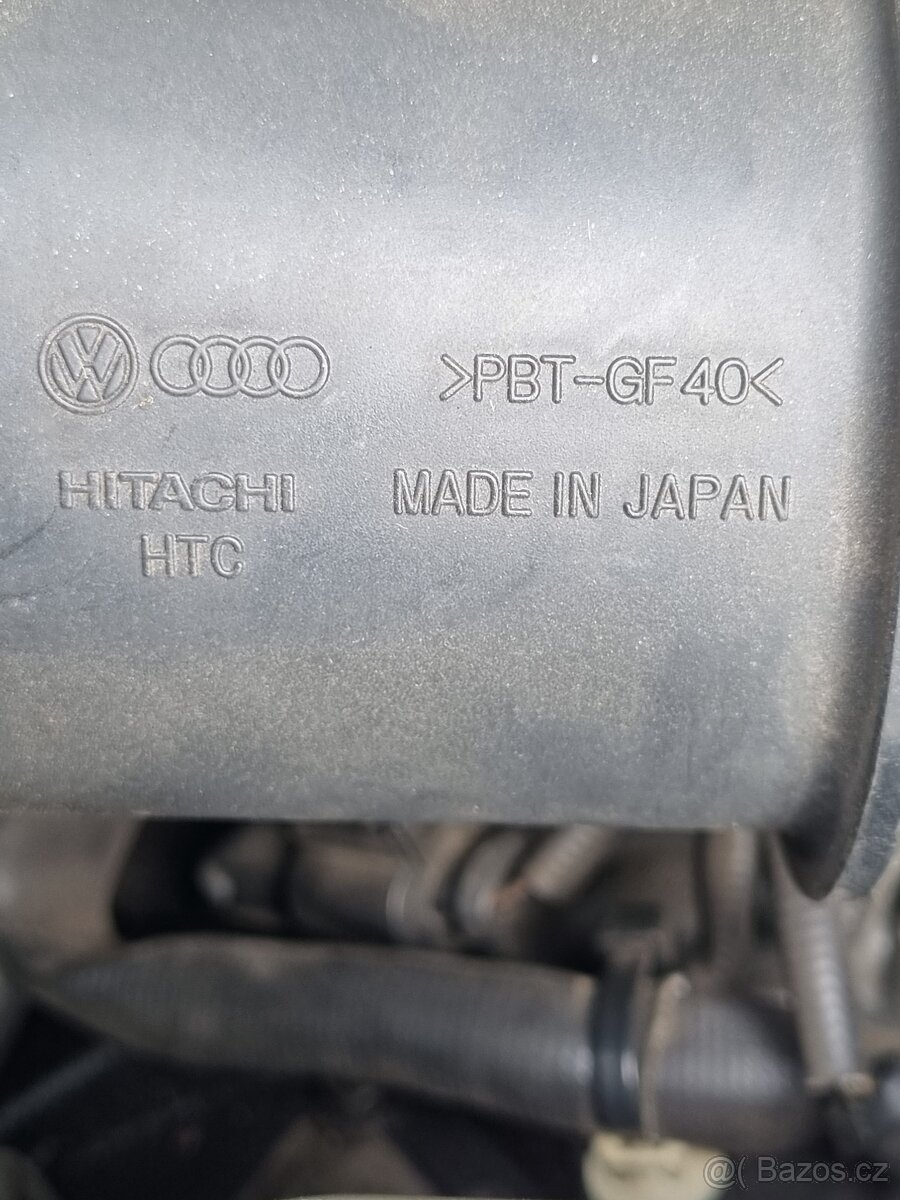 >PBT-GF40<
HITACHI MADE IN JAPAN
HTC
@( Bazos.cz